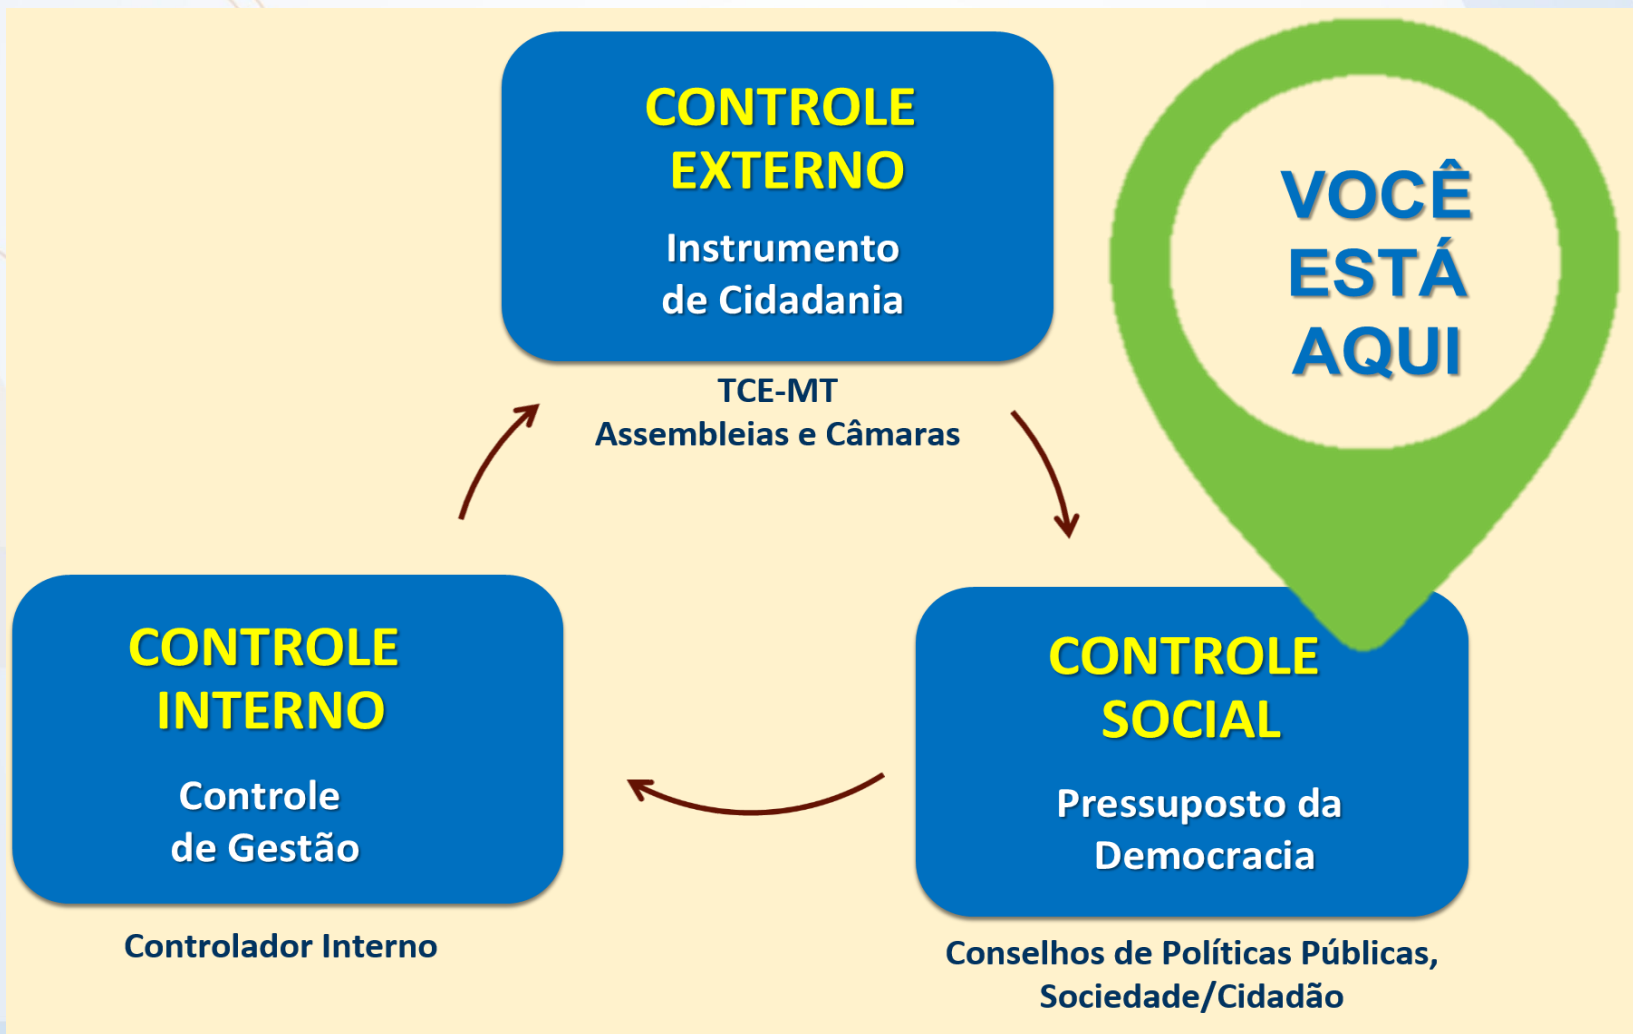 CONTROLE
EXTERNO
Instrumento
de Cidadania
TCE-MT
Assembleias e Câmaras
VOCÊ
ESTÁ
AQUI
CONTROLE
INTERNO
Controle
de Gestão
Controlador Interno
CONTROLE
SOCIAL
Pressuposto da
Democracia
Conselhos de Políticas Públicas,
Sociedade/Cidadão